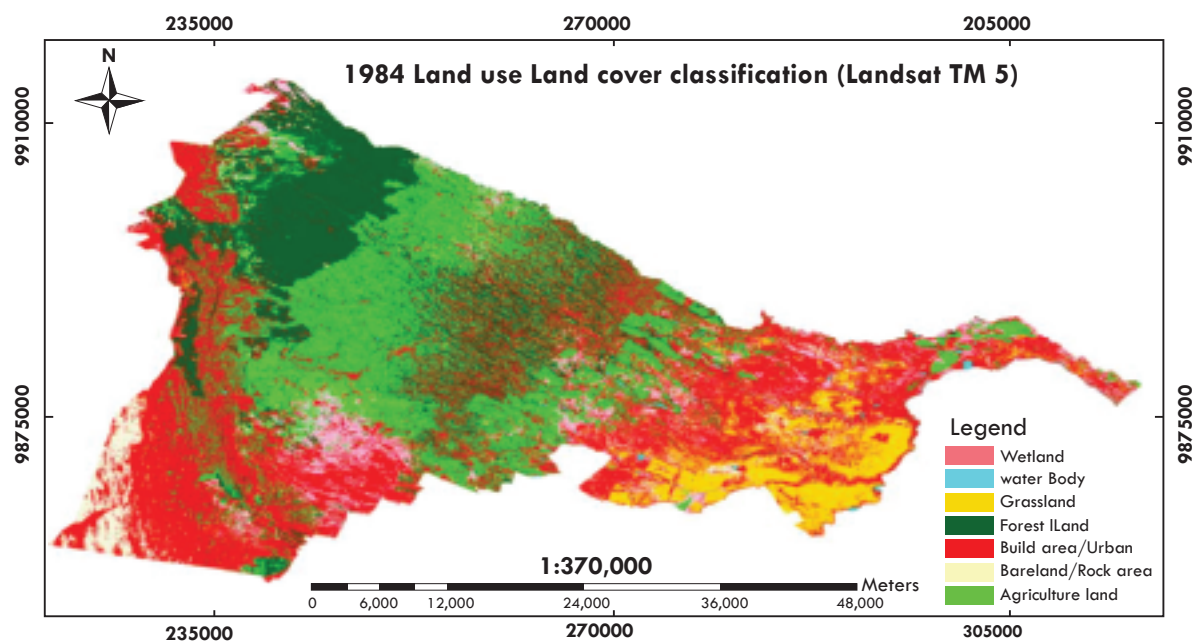 235000 270000 205000
N
1984 Land use Land cover classification (Landsat TM 5)
9910000 9910000
9875000 9875000
Legend
Wetland
water Body
Grassland
Forest lLand
Build area/Urban
Bareland/Rock area
Agriculture land
1:370,000
Meters
0 6,000 12,000 24,000 36,000 48,000
235000 270000 305000